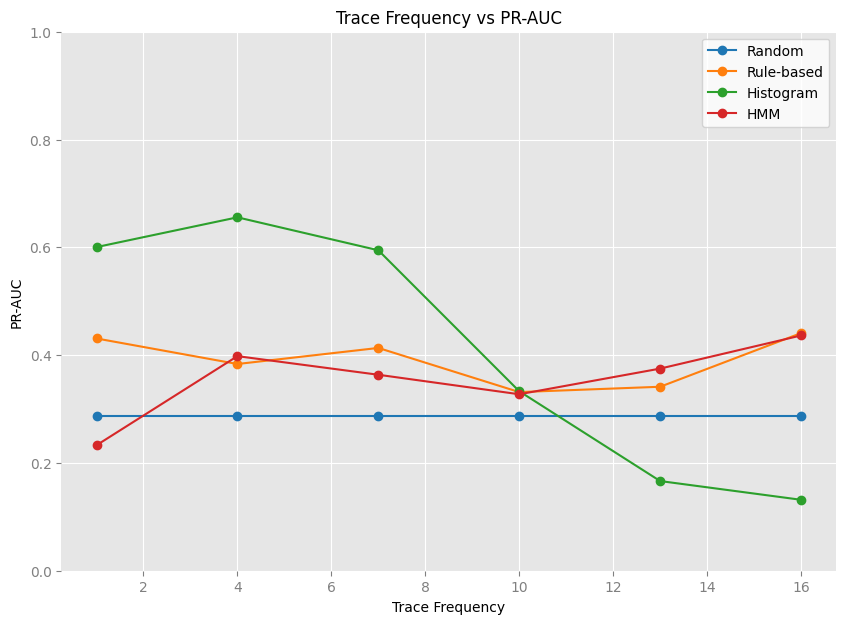 Trace Frequency vs PR-AUC
1.0
0.8
0.6
0.4
0.2
0.0
PR-AUC
Random
Rule-based
Histogram
HMM
2 4 6 8 10 12 14 16
Trace Frequency